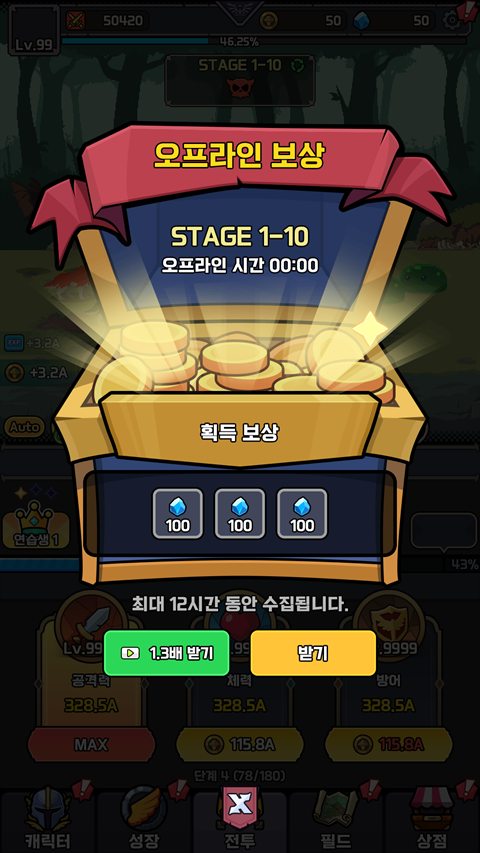 Lv.99
50420
50
50
46.25%
STAGE 1-10
오프라인 보상
STAGE 1-10
오프라인 시간 00:00
EXP +3.2A
+3.2A
Auto
획득 보상
100 100 100
연습생 1
43%
최대 12시간 동안 수집됩니다.
1.3배 받기
받기
Lv.99
.9999
공격력
체력
방어
328.5A
328.5A
328.5A
MAX
115.8A
115.8A
단계 4 (78/180)
캐릭터
성장
전투
필드
상점